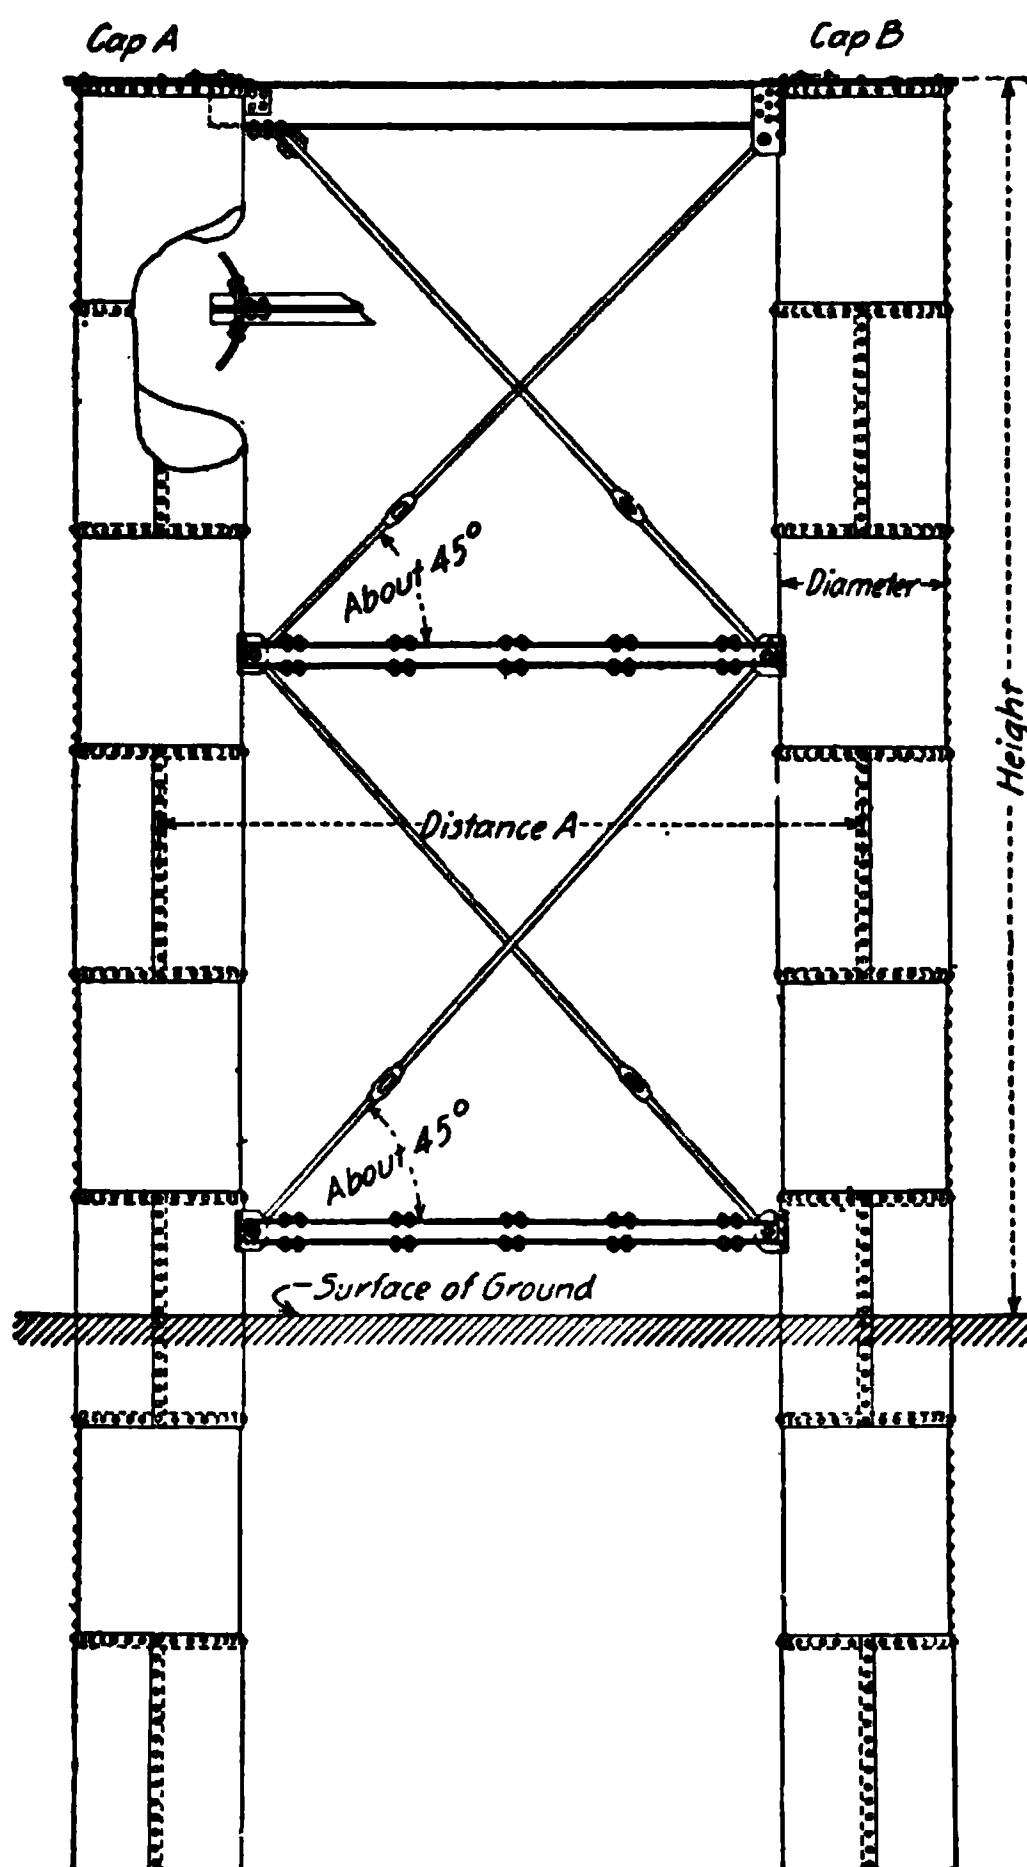 Cap A
Cap B
About 45°
Diameter
Height
Distance A
About 45°
Surface of Ground